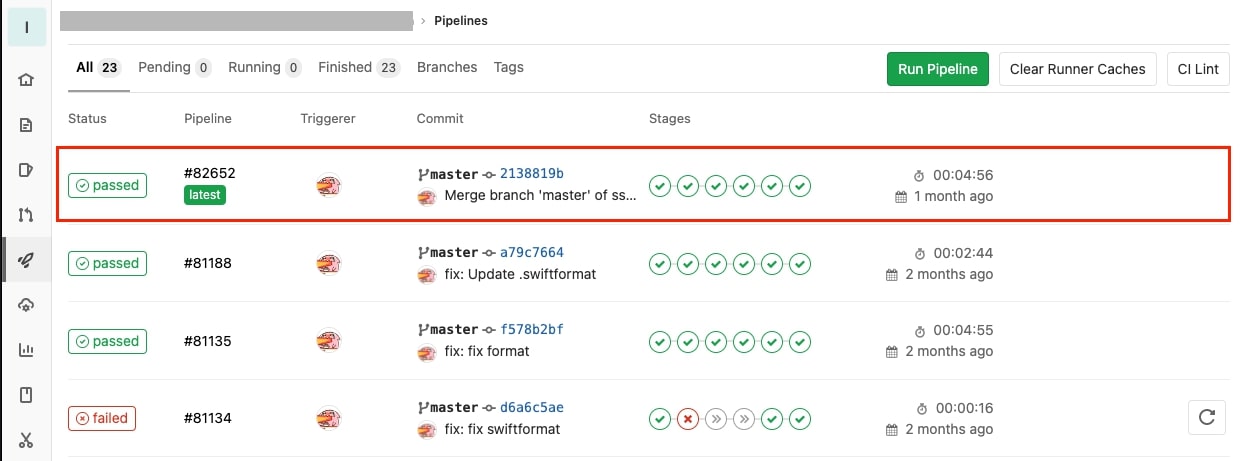 I
› Pipelines
All 23 Pending 0 Running 0 Finished 23 Branches Tags Run Pipeline Clear Runner Caches CI Lint
Status Pipeline Triggerer Commit Stages
passed #82652 latest master 2138819b 00:04:56
Merge branch 'master' of ss... 1 month ago
passed #81188 master a79c7664 00:02:44
fix: Update .swiftformat 2 months ago
passed #81135 master f578b2bf 00:04:55
fix: fix format 2 months ago
failed #81134 master d6a6c5ae 00:00:16
fix: fix swiftformat 2 months ago